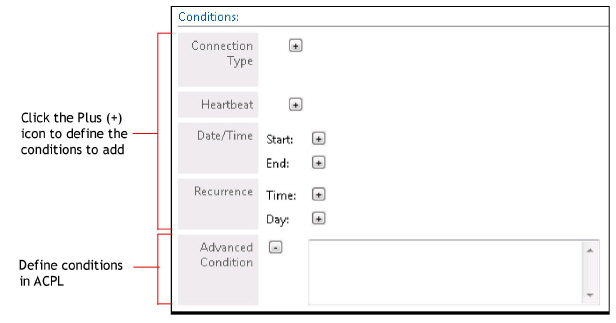 Conditions:
Connection
Type
+
Click the Plus (+)
icon to define the
conditions to add
Heartbeat
+
Date/Time
Start: +
End: +
Recurrence
Time: +
Day: +
Define conditions
in ACPL
Advanced
Condition
-